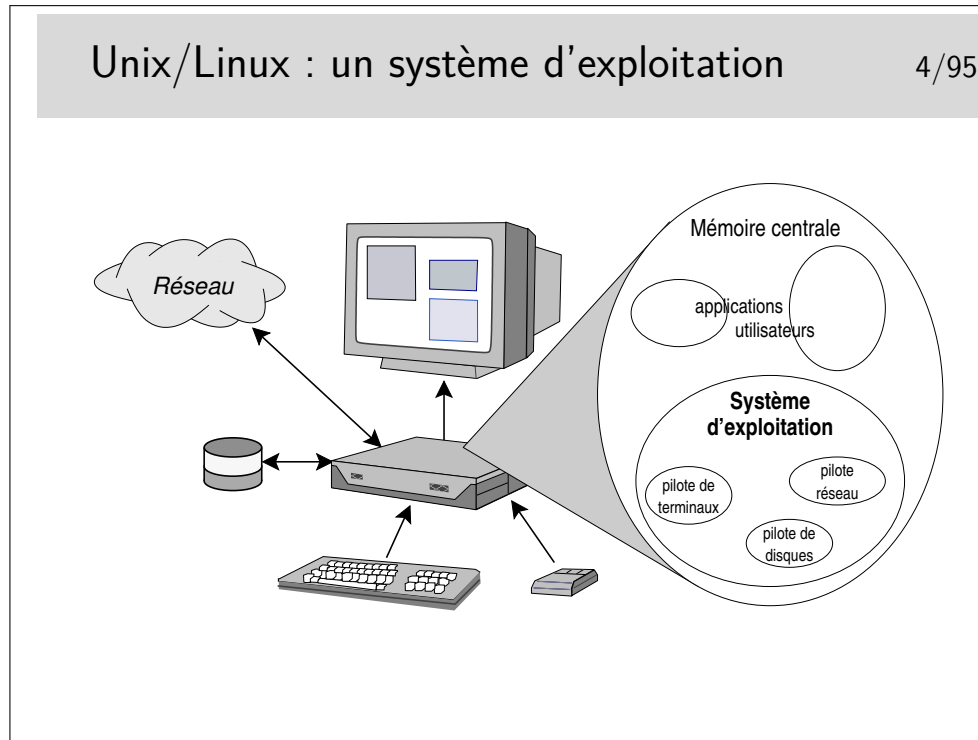 Unix/Linux : un système d'exploitation 4/95
Réseau
Mémoire centrale
applications
utilisateurs
Système
d'exploitation
pilote de
terminaux
pilote
réseau
pilote de
disques